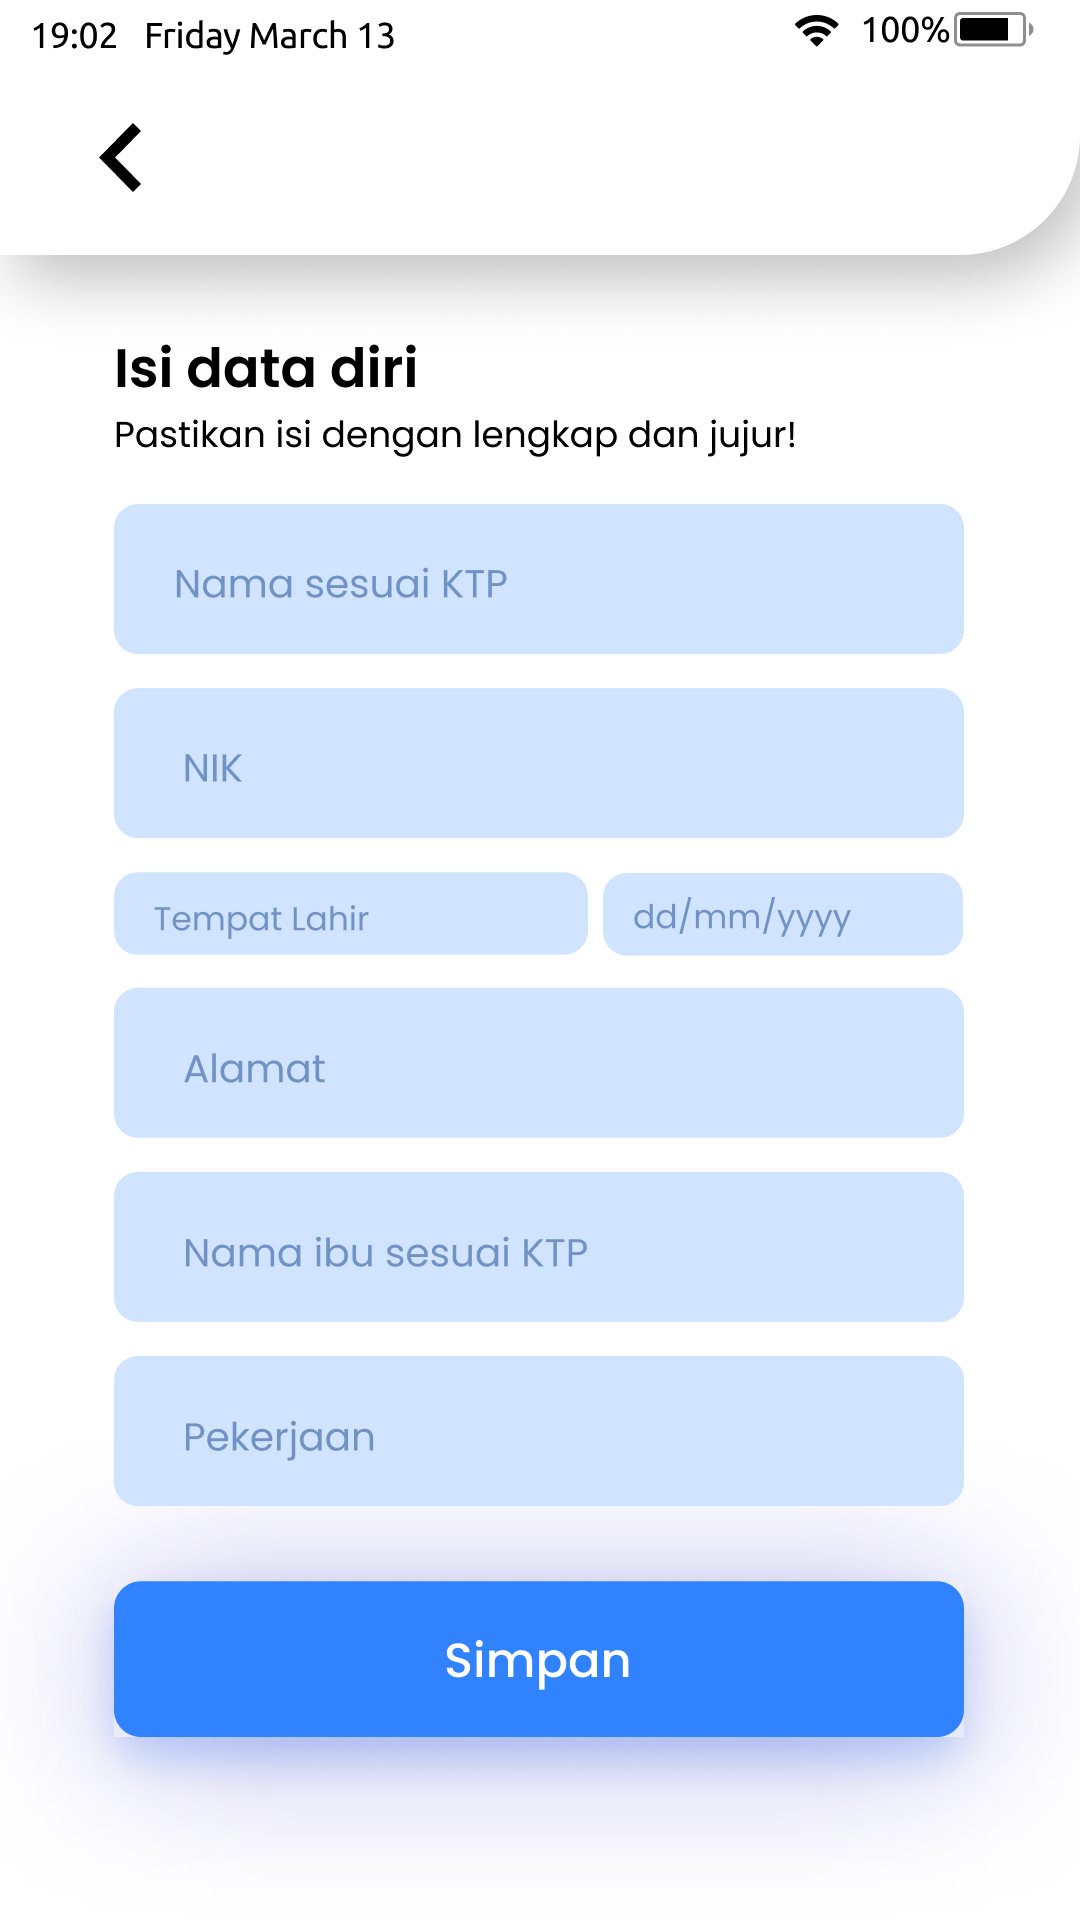 19:02 Friday March 13 100%
Isi data diri
Pastikan isi dengan lengkap dan jujur!
Nama sesuai KTP
NIK
Tempat Lahir dd/mm/yyyy
Alamat
Nama ibu sesuai KTP
Pekerjaan
Simpan